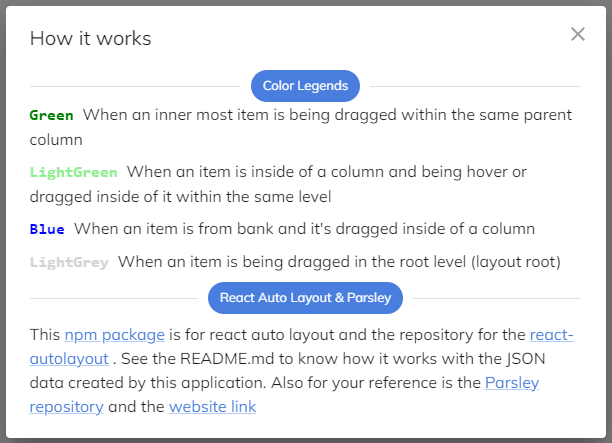 How it works
Color Legends
Green When an inner most item is being dragged within the same parent
column
LightGreen When an item is inside of a column and being hover or
dragged inside of it within the same level
Blue When an item is from bank and it's dragged inside of a column
LightGrey When an item is being dragged in the root level (layout root)
React Auto Layout & Parsley
This npm package is for react auto layout and the repository for the react-
autolayout . See the README.md to know how it works with the JSON
data created by this application. Also for your reference is the Parsley
repository and the website link